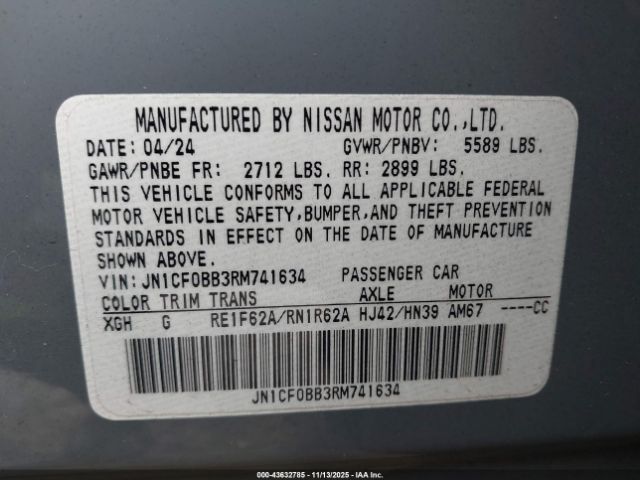 MANUFACTURED BY NISSAN MOTOR CO.,LTD.
DATE: 04/24 GVWR/PNBV: 5589 LBS.
GAWR/PNBE FR: 2712 LBS. RR: 2899 LBS.
THIS VEHICLE CONFORMS TO ALL APPLICABLE FEDERAL
MOTOR VEHICLE SAFETY,BUMPER,AND THEFT PREVENTION
STANDARDS IN EFFECT ON THE DATE OF MANUFACTURE
SHOWN ABOVE.
VIN:JN1CF0BB3RM741634 PASSENGER CAR
COLOR TRIM TRANS AXLE MOTOR
XGH G RE1F62A/RN1R62A HJ42/HN39 AM67 ----CC
JN1CF0BB3RM741634
000-43632785 - 11/13/2025 - IAA Inc.